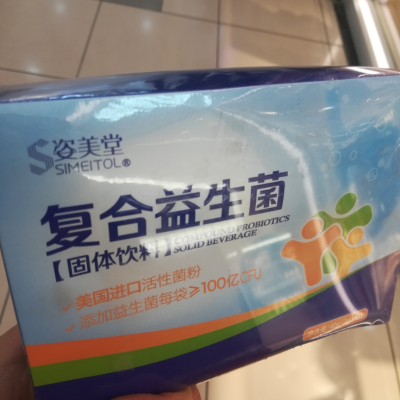 姿美堂
SIMEITOL®
复合益生菌
COMPOUND PROBIOTICS
【固体饮料】
SOLID BEVERAGE
美国进口活性菌粉
添加益生菌每袋≥100亿CFU